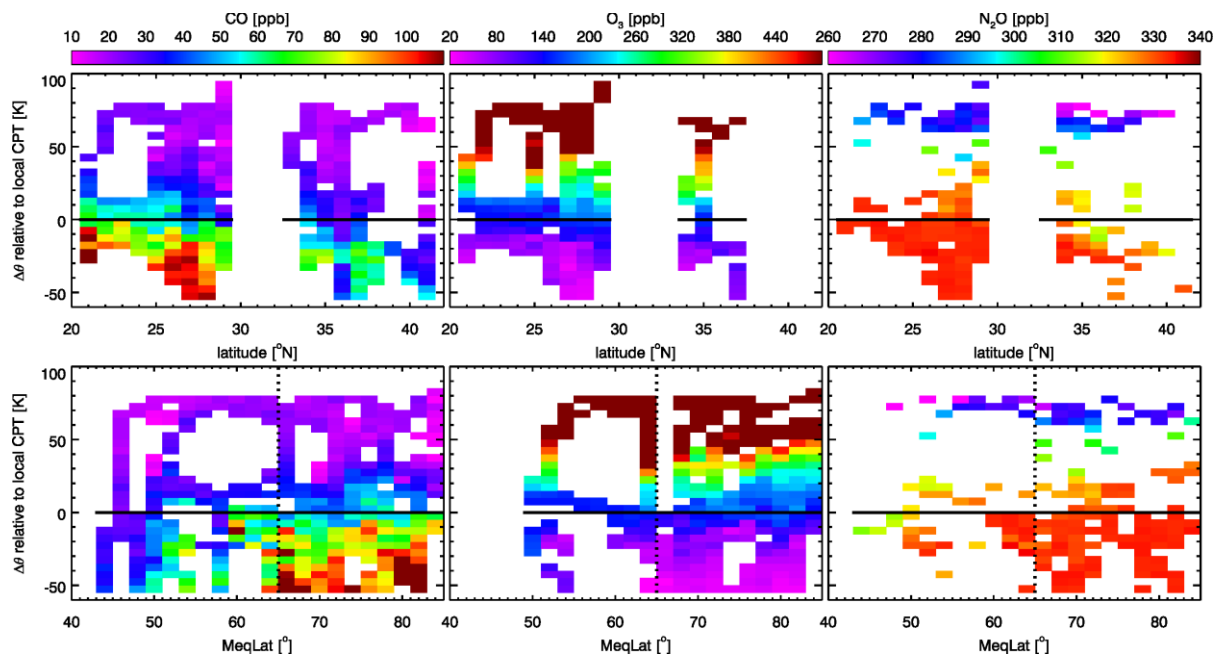 CO [ppb] O₃ [ppb] N₂O [ppb]
10 30 40 50 60 70 80 90 100 20 80 140 200 260 320 380 440 260 270 280 290 300 310 320 330 340
Δθ relative to local CPT [K]
100
50
0
-50
20 25 30 35 40 20 25 30 35 40 20 25 30 35 40
latitude [°N] latitude [°N] latitude [°N]
Δθ relative to local CPT [K]
100
50
0
-50
40 50 60 70 80 40 50 60 70 80 40 50 60 70 80
MeqLat [°] MeqLat [°] MeqLat [°]